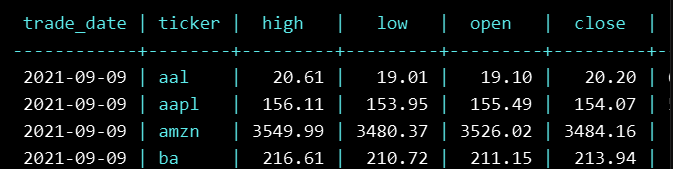 trade_date | ticker | high | low | open | close |
------------+--------+---------+---------+---------+---------+--
2021-09-09 | aal | 20.61 | 19.01 | 19.10 | 20.20 |
2021-09-09 | aapl | 156.11 | 153.95 | 155.49 | 154.07 |
2021-09-09 | amzn | 3549.99 | 3480.37 | 3526.02 | 3484.16 |
2021-09-09 | ba | 216.61 | 210.72 | 211.15 | 213.94 |